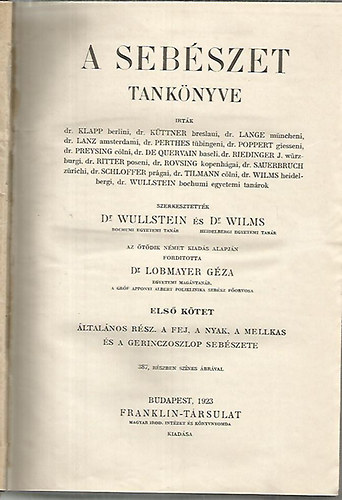 A SEBÉSZET
TANKÖNYVE
IRTÁK
dr. KLAPP berlini, dr. KÜTTNER breslaui, dr. LANGE müncheni,
dr. LANZ amsterdami, dr. PERTHES tübingeni, dr. POPPERT giesseni,
dr. PREYSING cölni, dr. DE QUERVAIN baseli, dr. RIEDINGER J. würz-
burgi, dr. RITTER poseni, dr. ROVSING kopenhágai, dr. SAUERBRUCH
zürichi, dr. SCHLOFFER prágai, dr. TILMANN cölni, dr. WILMS heidel-
bergi, dr. WULLSTEIN bochumi egyetemi tanárok
SZERKESZTETTÉK
Dr WULLSTEIN ÉS Dr WILMS
BOCHUMI EGYETEMI TANÁR HEIDELBERGI EGYETEMI TANÁR
AZ ÖTÖDIK NÉMET KIADÁS ALAPJÁN
FORDITOTTA
Dr LOBMAYER GÉZA
EGYETEMI MAGÁNTANÁR,
A GRÓF APPONYI ALBERT POLIKLINIKA SEBÉSZ FŐORVOSA
ELSŐ KÖTET
ÁLTALÁNOS RÉSZ. A FEJ, A NYAK, A MELLKAS
ÉS A GERINCZOSZLOP SEBÉSZETE
387, RÉSZBEN SZÍNES ÁBRÁVAL
BUDAPEST, 1923
FRANKLIN-TÁRSULAT
MAGYAR IROD. INTÉZET ÉS KÖNYVNYOMDA
KIADÁSA